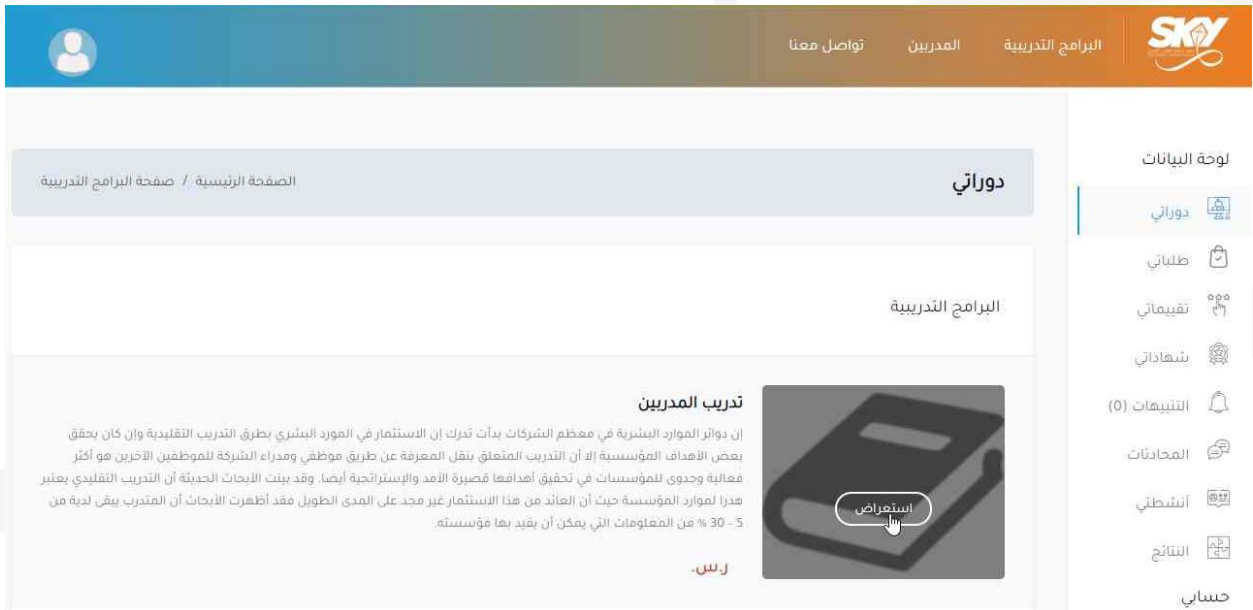 SKY
البرامج التدريبية
المدربين
تواصل معنا
لوحة البيانات
دوراتي
طلباتي
تقييماتي
شهاداتي
التنبيهات (0)
المحادثات
أنشطتي
النتائج
حسابي
دوراتي
الصفحة الرئيسية / صفحة البرامج التدريبية
البرامج التدريبية
استعراض
تدريب المدربين
إن دوائر الموارد البشرية في معظم الشركات بدأت تدرك إن الاستثمار في المورد البشري بطرق التدريب التقليدية وإن كان يحقق
بعض الأهداف المؤسسية إلا أن التدريب المتعلق بنقل المعرفة عن طريق موظفي ومدراء الشركة للموظفين الآخرين هو أكثر
فعالية وجدوى للمؤسسات في تحقيق أهدافها قصيرة الأمد والإستراتجية أيضا. وقد بينت الأبحاث الحديثة أن التدريب التقليدي يعتبر
هدرا لموارد المؤسسة حيث أن العائد من هذا الاستثمار غير مجد على المدى الطويل فقد أظهرت الأبحاث أن المتدرب يبقى لدية من
5 - 30 % من المعلومات التي يمكن أن يفيد بها مؤسسته.
ر.س.